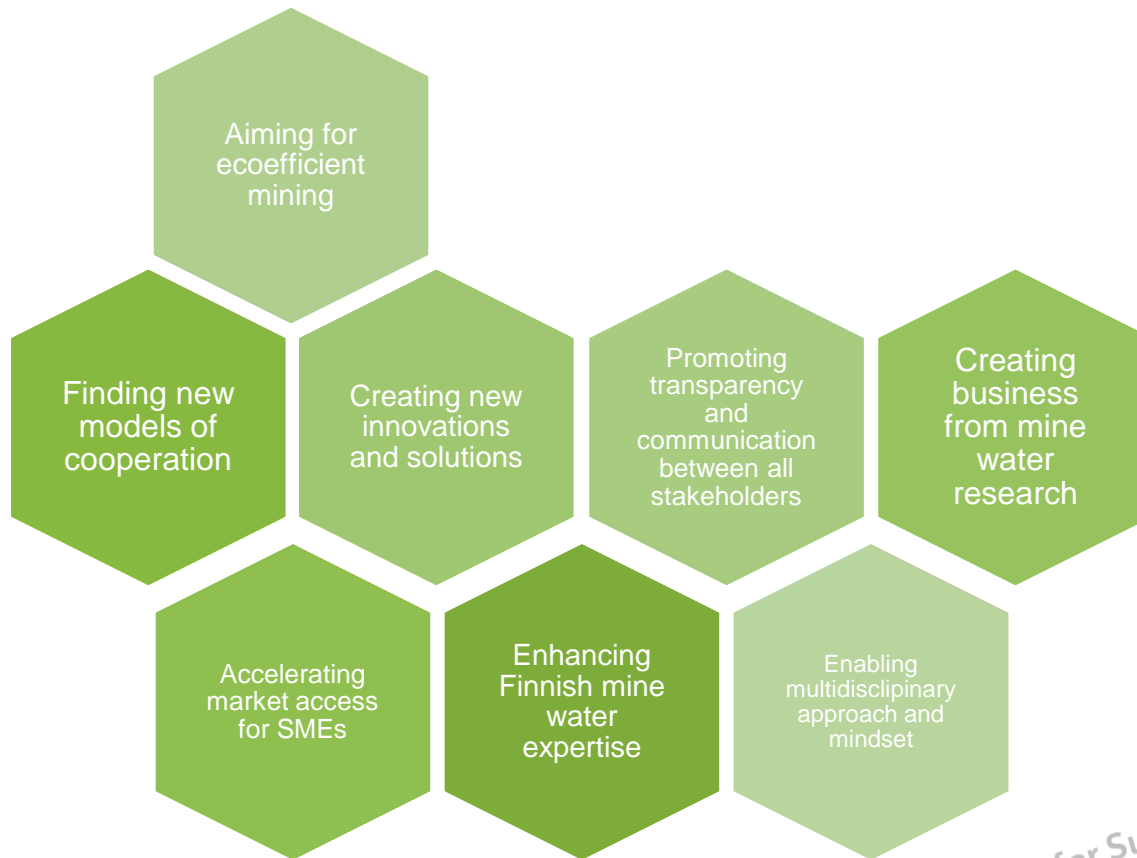 Aiming for
ecoefficient
mining
Finding new
models of
cooperation
Creating new
innovations
and solutions
Promoting
transparency
and
communication
between all
stakeholders
Creating
business
from mine
water
research
Accelerating
market access
for SMEs
Enhancing
Finnish mine
water
expertise
Enabling
multidisclipinary
approach and
mindset
for Su